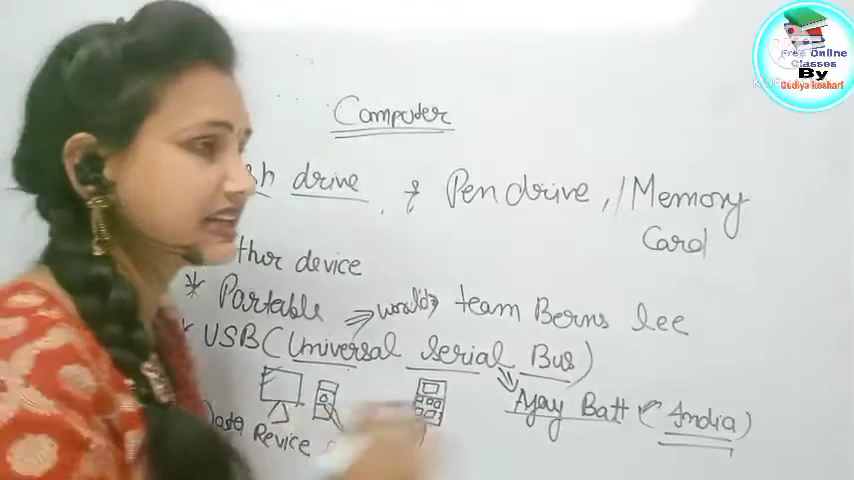 Free Online
Classes
By
Gudiya keshari
Computer
drive
Pen drive, Memory
Card
device
* Partable
world
team Berns lee
USB (Universal Serial Bus)
Ajay Batt (India)
Revice